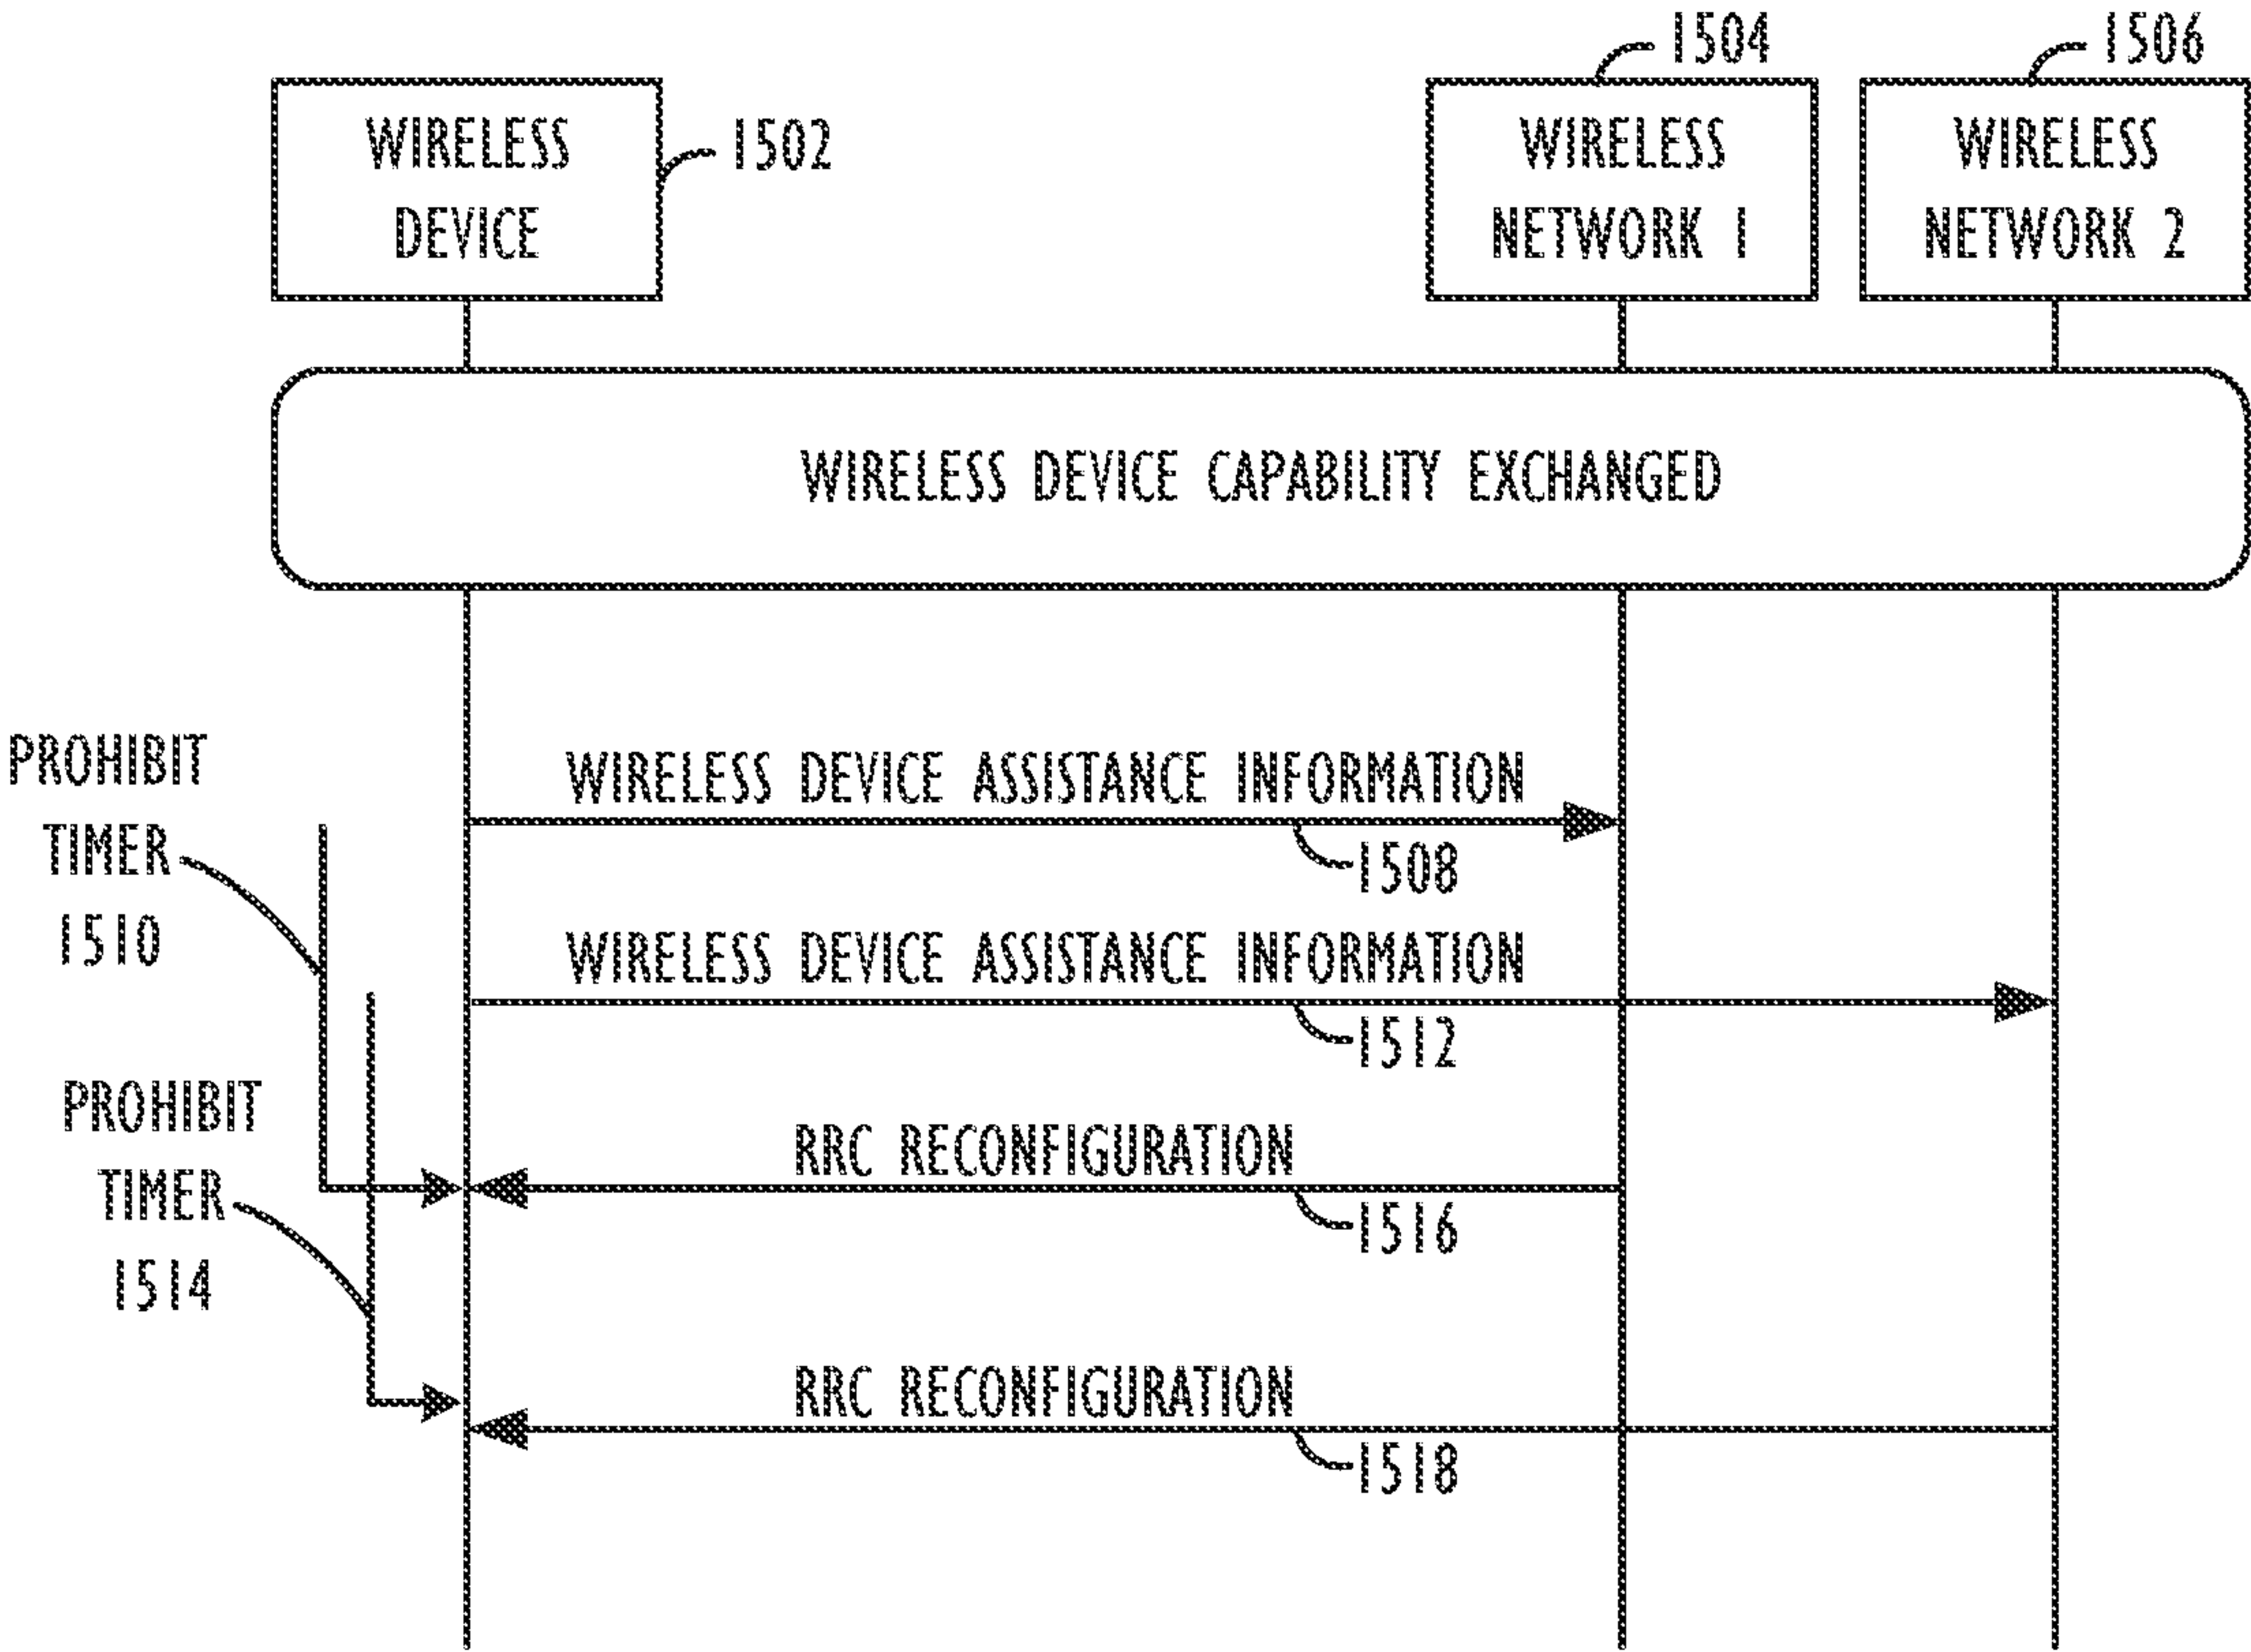 1504
1506
WIRELESS
DEVICE
1502
WIRELESS
NETWORK 1
WIRELESS
NETWORK 2
WIRELESS DEVICE CAPABILITY EXCHANGED
PROHIBIT
TIMER
1510
WIRELESS DEVICE ASSISTANCE INFORMATION
1508
WIRELESS DEVICE ASSISTANCE INFORMATION
1512
PROHIBIT
TIMER
1514
RRC RECONFIGURATION
1516
RRC RECONFIGURATION
1518